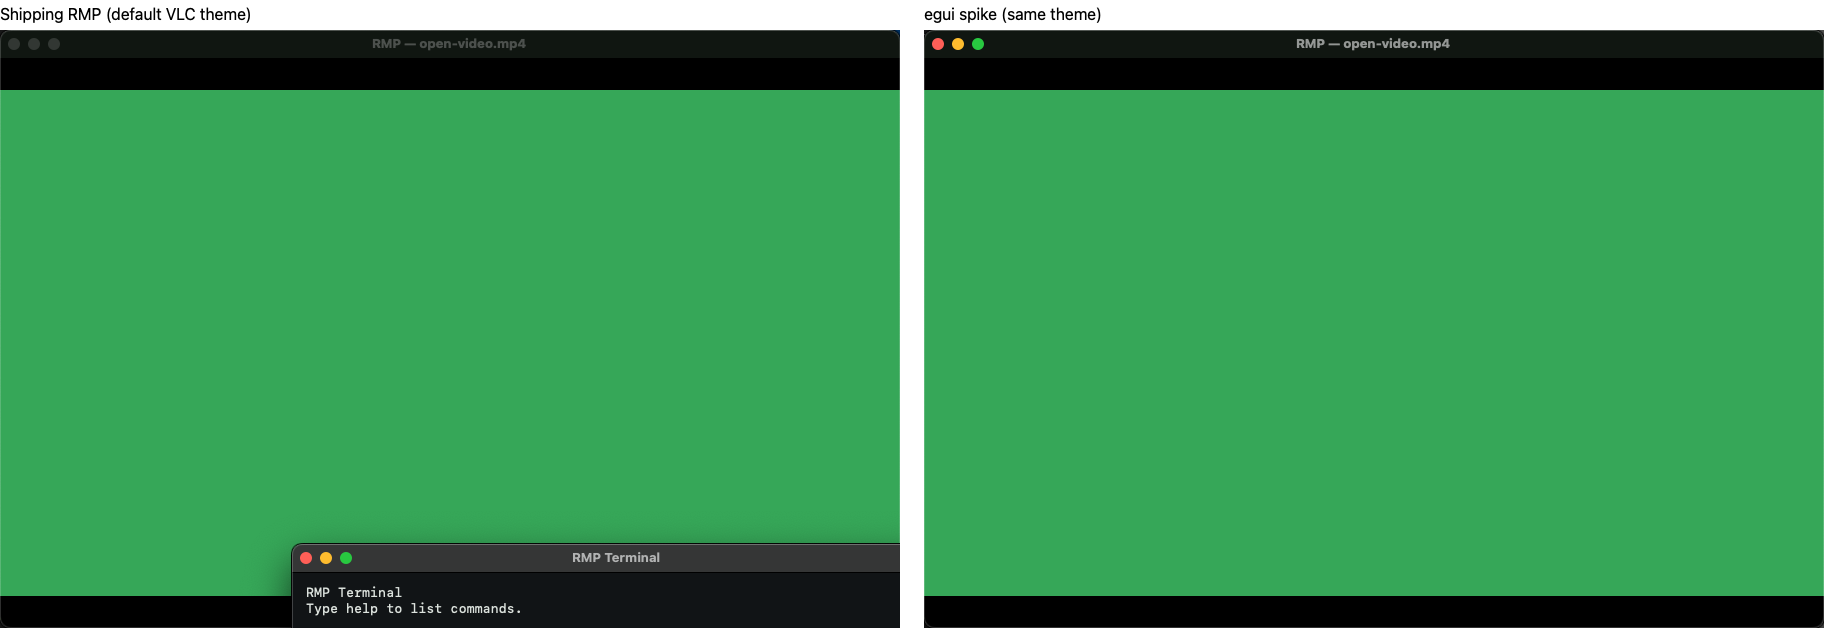 Shipping RMP (default VLC theme)
RMP — open-video.mp4
RMP Terminal
RMP Terminal
Type help to list commands.
egui spike (same theme)
RMP — open-video.mp4